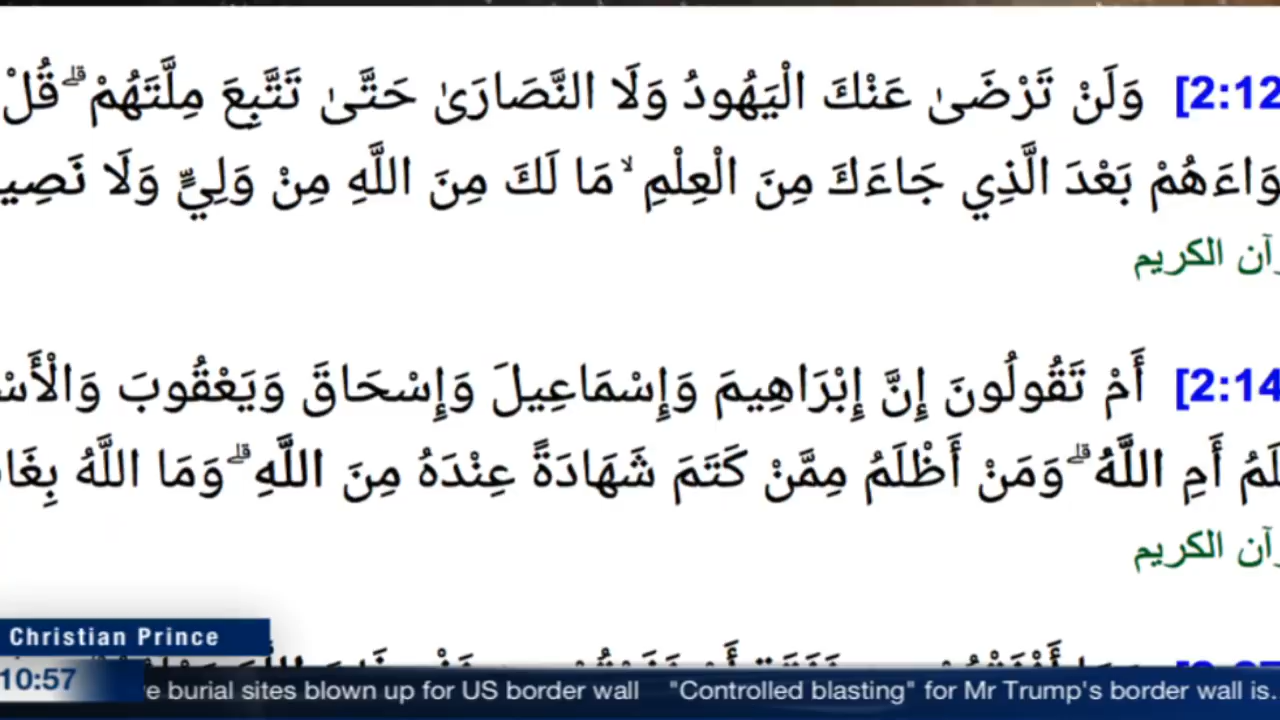 [2:12 وَلَنْ تَرْضَىٰ عَنْكَ الْيَهُودُ وَلَا النَّصَارَىٰ حَتَّىٰ تَتَّبِعَ مِلَّتَهُمْ ۗ قُلْ
بَعْدَ الَّذِي جَاءَكَ مِنَ الْعِلْمِ ۙ مَا لَكَ مِنَ اللَّهِ مِنْ وَلِيٍّ وَلَا
الكريم
[2:14 أَمْ تَقُولُونَ إِنَّ إِبْرَاهِيمَ وَإِسْمَاعِيلَ وَإِسْحَاقَ وَيَعْقُوبَ
أَمِ اللَّهُ ۗ وَمَنْ أَظْلَمُ مِمَّنْ كَتَمَ شَهَادَةً عِنْدَهُ مِنَ اللَّهِ ۗ وَمَا اللَّهُ
الكريم
Christian Prince
10:57
burial sites blown up for US border wall "Controlled blasting" for Mr Trump's border wall is.